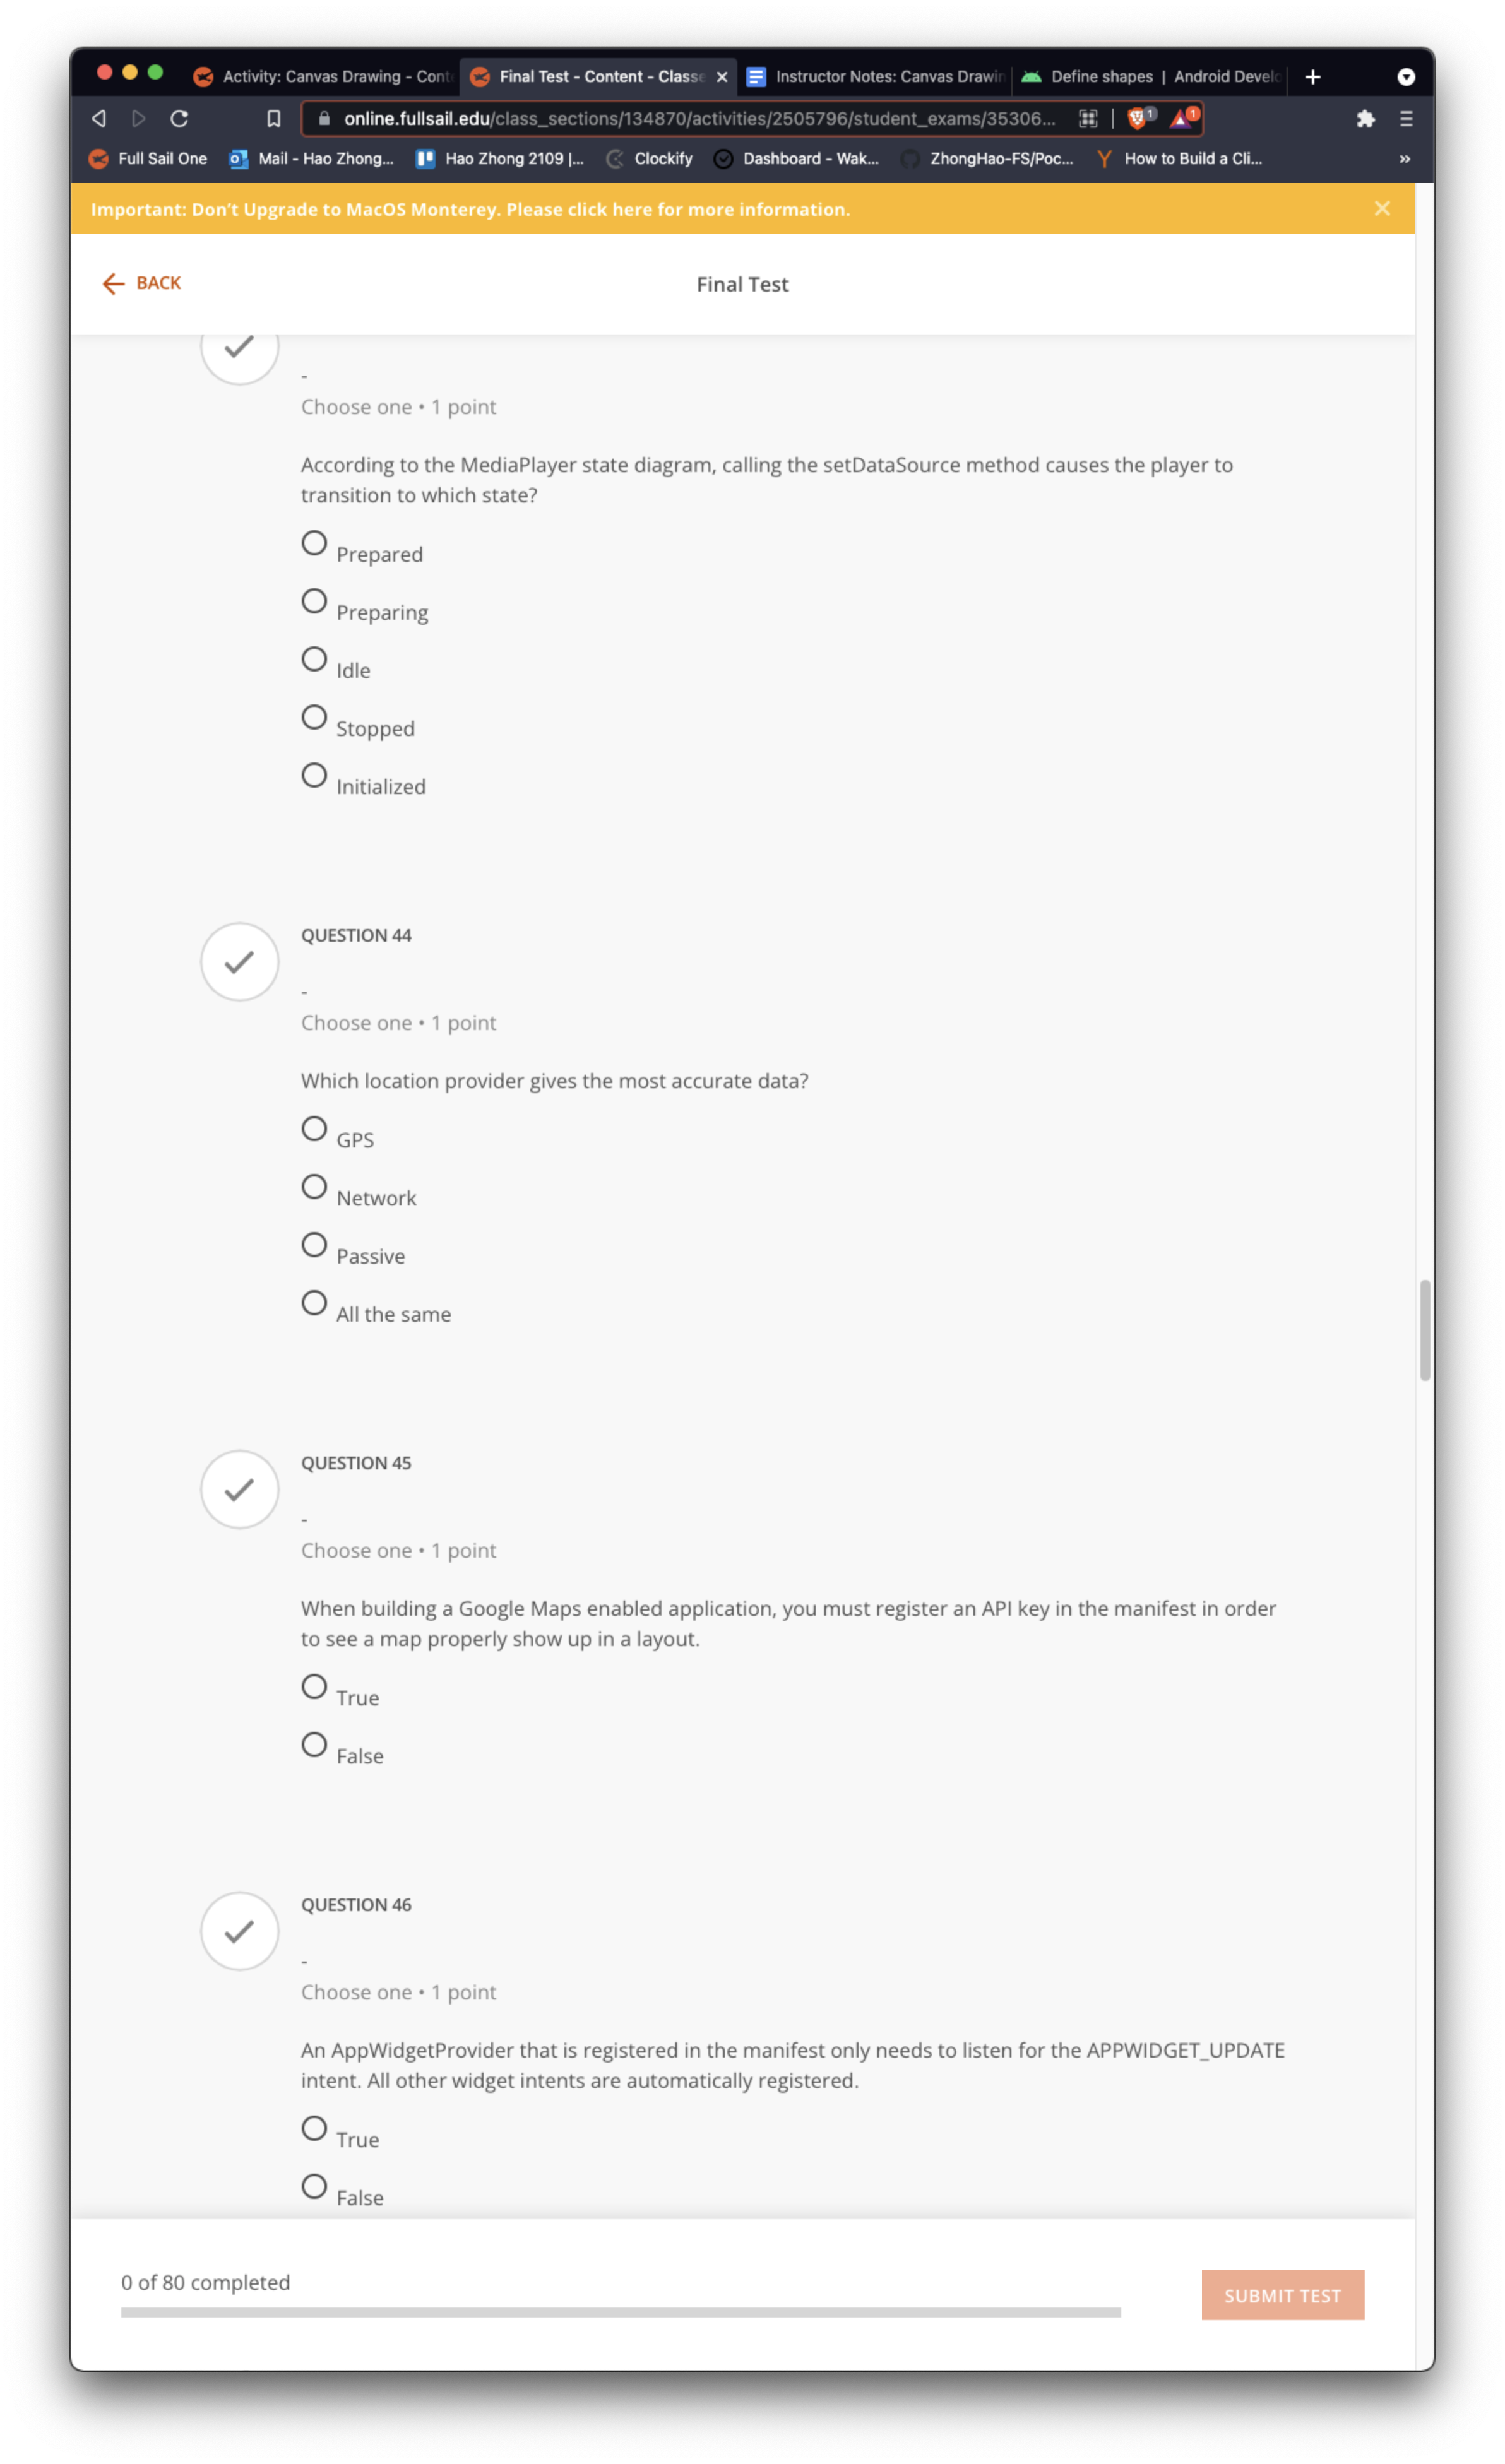 Activity: Canvas Drawing - Conte
Final Test - Content - Classe
Instructor Notes: Canvas Drawin
Define shapes | Android Develo
online.fullsail.edu/class_sections/134870/activities/2505796/student_exams/35306...
1
1
Full Sail One
Mail - Hao Zhong...
Hao Zhong 2109 |...
Clockify
Dashboard - Wak...
ZhongHao-FS/Poc...
How to Build a Cli...
»
Important: Don't Upgrade to MacOS Monterey. Please click here for more information.
BACK
Final Test
-
Choose one • 1 point
According to the MediaPlayer state diagram, calling the setDataSource method causes the player to
transition to which state?
Prepared
Preparing
Idle
Stopped
Initialized
QUESTION 44
-
Choose one • 1 point
Which location provider gives the most accurate data?
GPS
Network
Passive
All the same
QUESTION 45
-
Choose one • 1 point
When building a Google Maps enabled application, you must register an API key in the manifest in order
to see a map properly show up in a layout.
True
False
QUESTION 46
-
Choose one • 1 point
An AppWidgetProvider that is registered in the manifest only needs to listen for the APPWIDGET_UPDATE
intent. All other widget intents are automatically registered.
True
False
0 of 80 completed
SUBMIT TEST